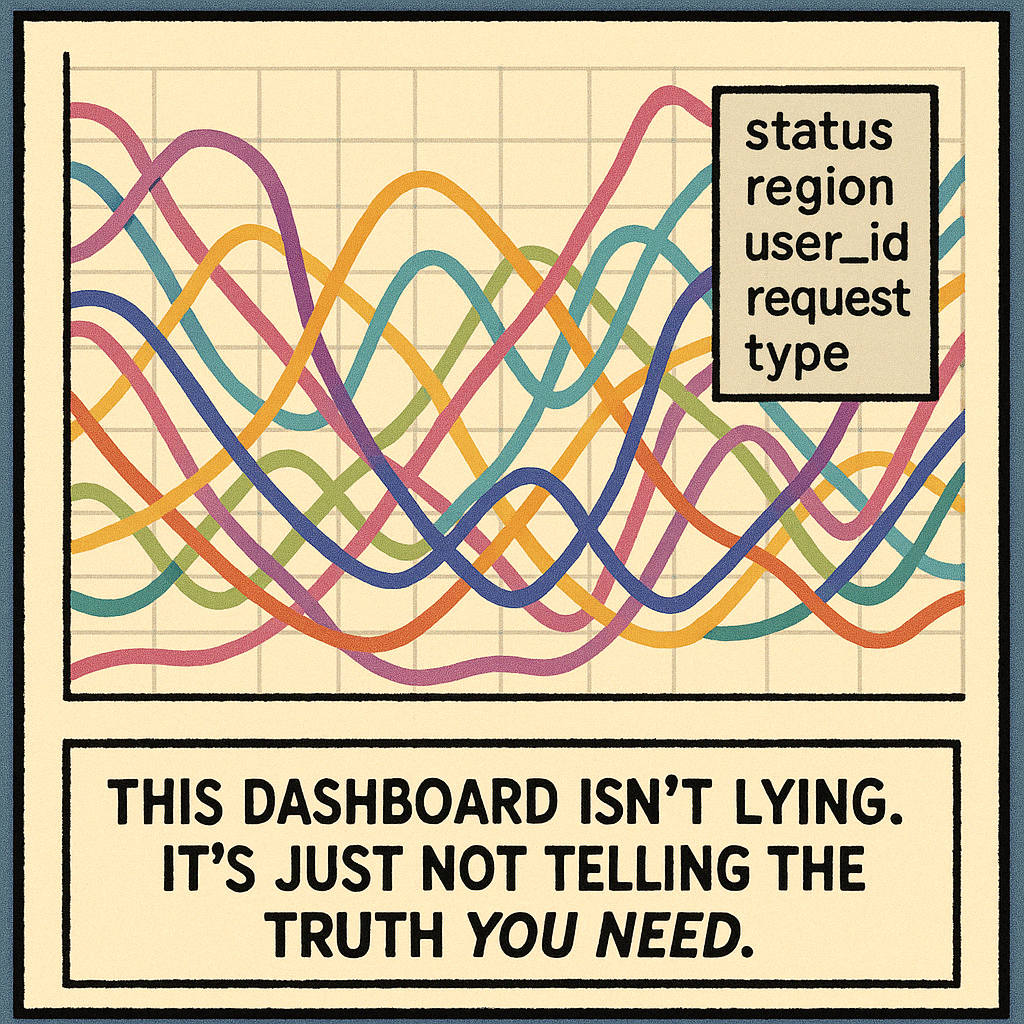 status
region
user_id
request
type
THIS DASHBOARD ISN'T LYING.
IT'S JUST NOT TELLING THE
TRUTH YOU NEED.